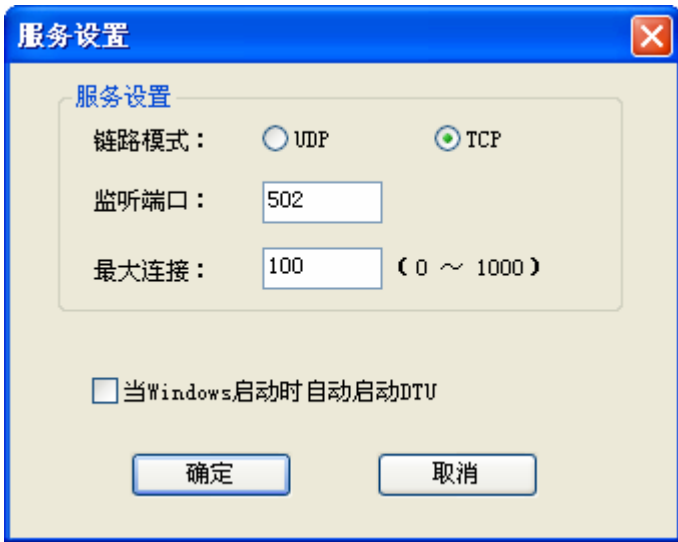 服务设置
服务设置
链路模式： UDP TCP
监听端口： 502
最大连接： 100 （0 ～ 1000）
当Windows启动时自动启动DTU
确定 取消